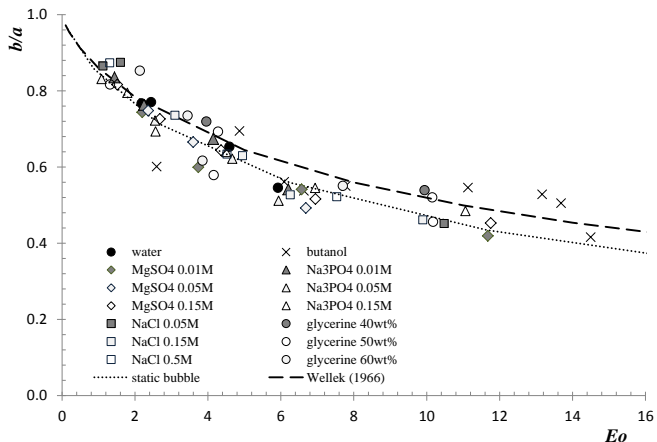 b/a
1.0
0.8
0.6
0.4
0.2
0.0
water
butanol
MgSO4 0.01M
Na3PO4 0.01M
MgSO4 0.05M
Na3PO4 0.05M
MgSO4 0.15M
Na3PO4 0.15M
NaCl 0.05M
glycerine 40wt%
NaCl 0.15M
glycerine 50wt%
NaCl 0.5M
glycerine 60wt%
static bubble
Wellek (1966)
0 2 4 6 8 10 12 14 16
Eo